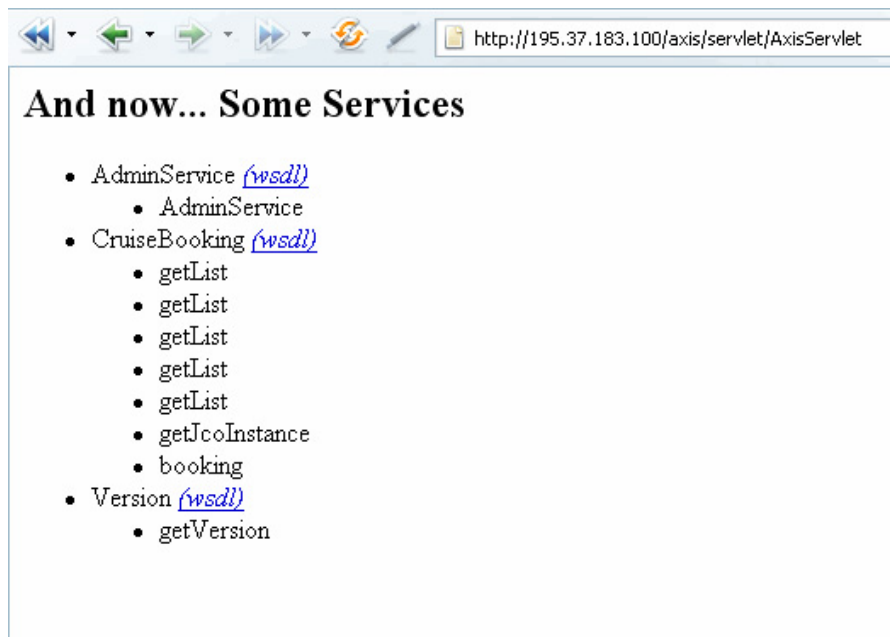 http://195.37.183.100/axis/servlet/AxisServlet
And now... Some Services
AdminService (wsdl)
AdminService
CruiseBooking (wsdl)
getList
getList
getList
getList
getList
getJcoInstance
booking
Version (wsdl)
getVersion